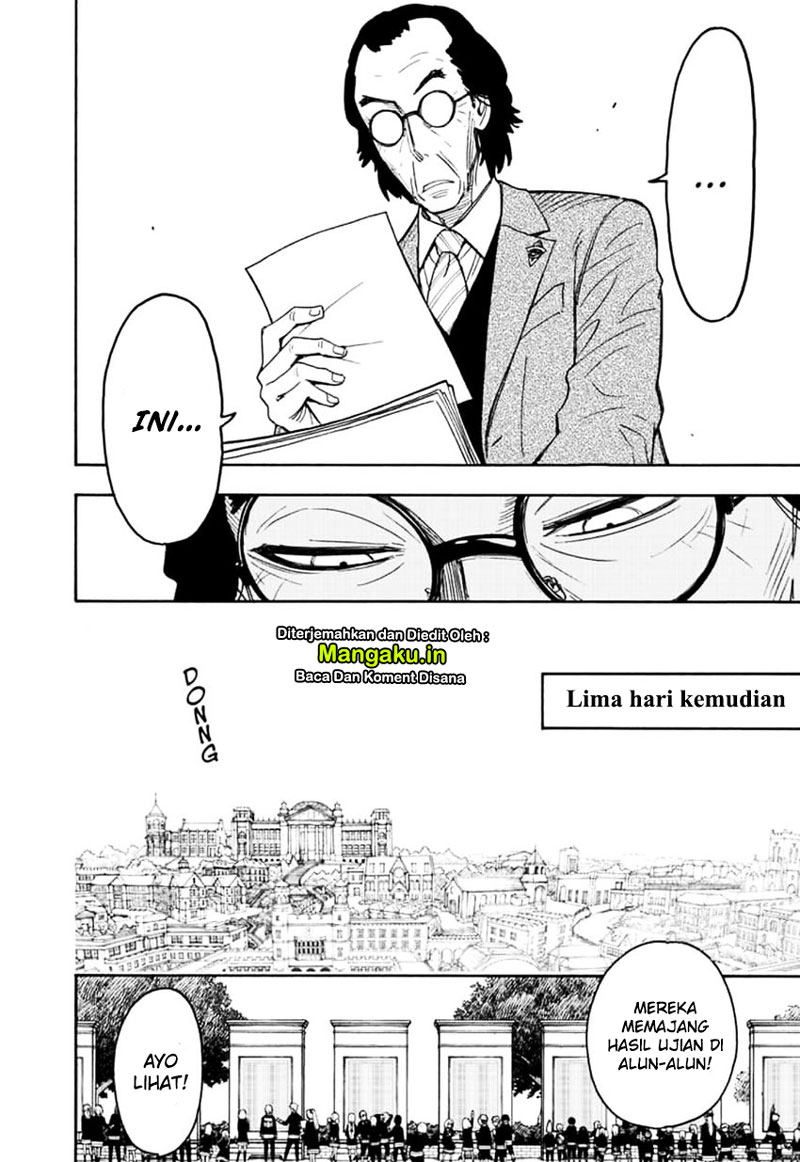 ...
INI...
Diterjemahkan dan Diedit Oleh :
Mangaku.in
Baca Dan Koment Disana
Lima hari kemudian
DONNG
MEREKA
MEMAJANG
HASIL UJIAN DI
ALUN-ALUN!
AYO
LIHAT!